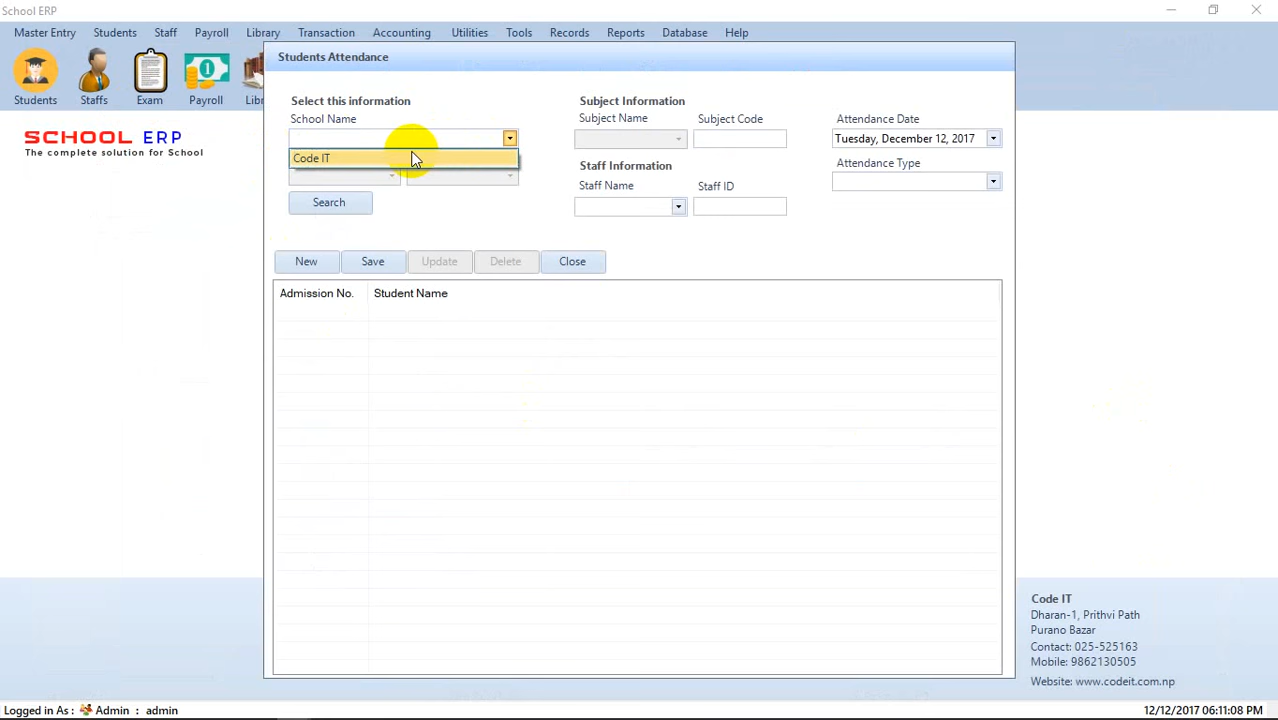 School ERP
Master Entry Students Staff Payroll Library Transaction Accounting Utilities Tools Records Reports Database Help
Students Staffs Exam Payroll
SCHOOL ERP
The complete solution for School
Students Attendance
Select this information
School Name
Code IT
Search
Subject Information
Subject Name Subject Code
Staff Information
Staff Name Staff ID
Attendance Date
Tuesday, December 12, 2017
Attendance Type
New Save Update Delete Close
Admission No. Student Name
Code IT
Dharan-1, Prithvi Path
Purano Bazar
Contact: 025-525163
Mobile: 9862130505
Website: www.codeit.com.np
Logged in As : Admin : admin
12/12/2017 06:11:08 PM